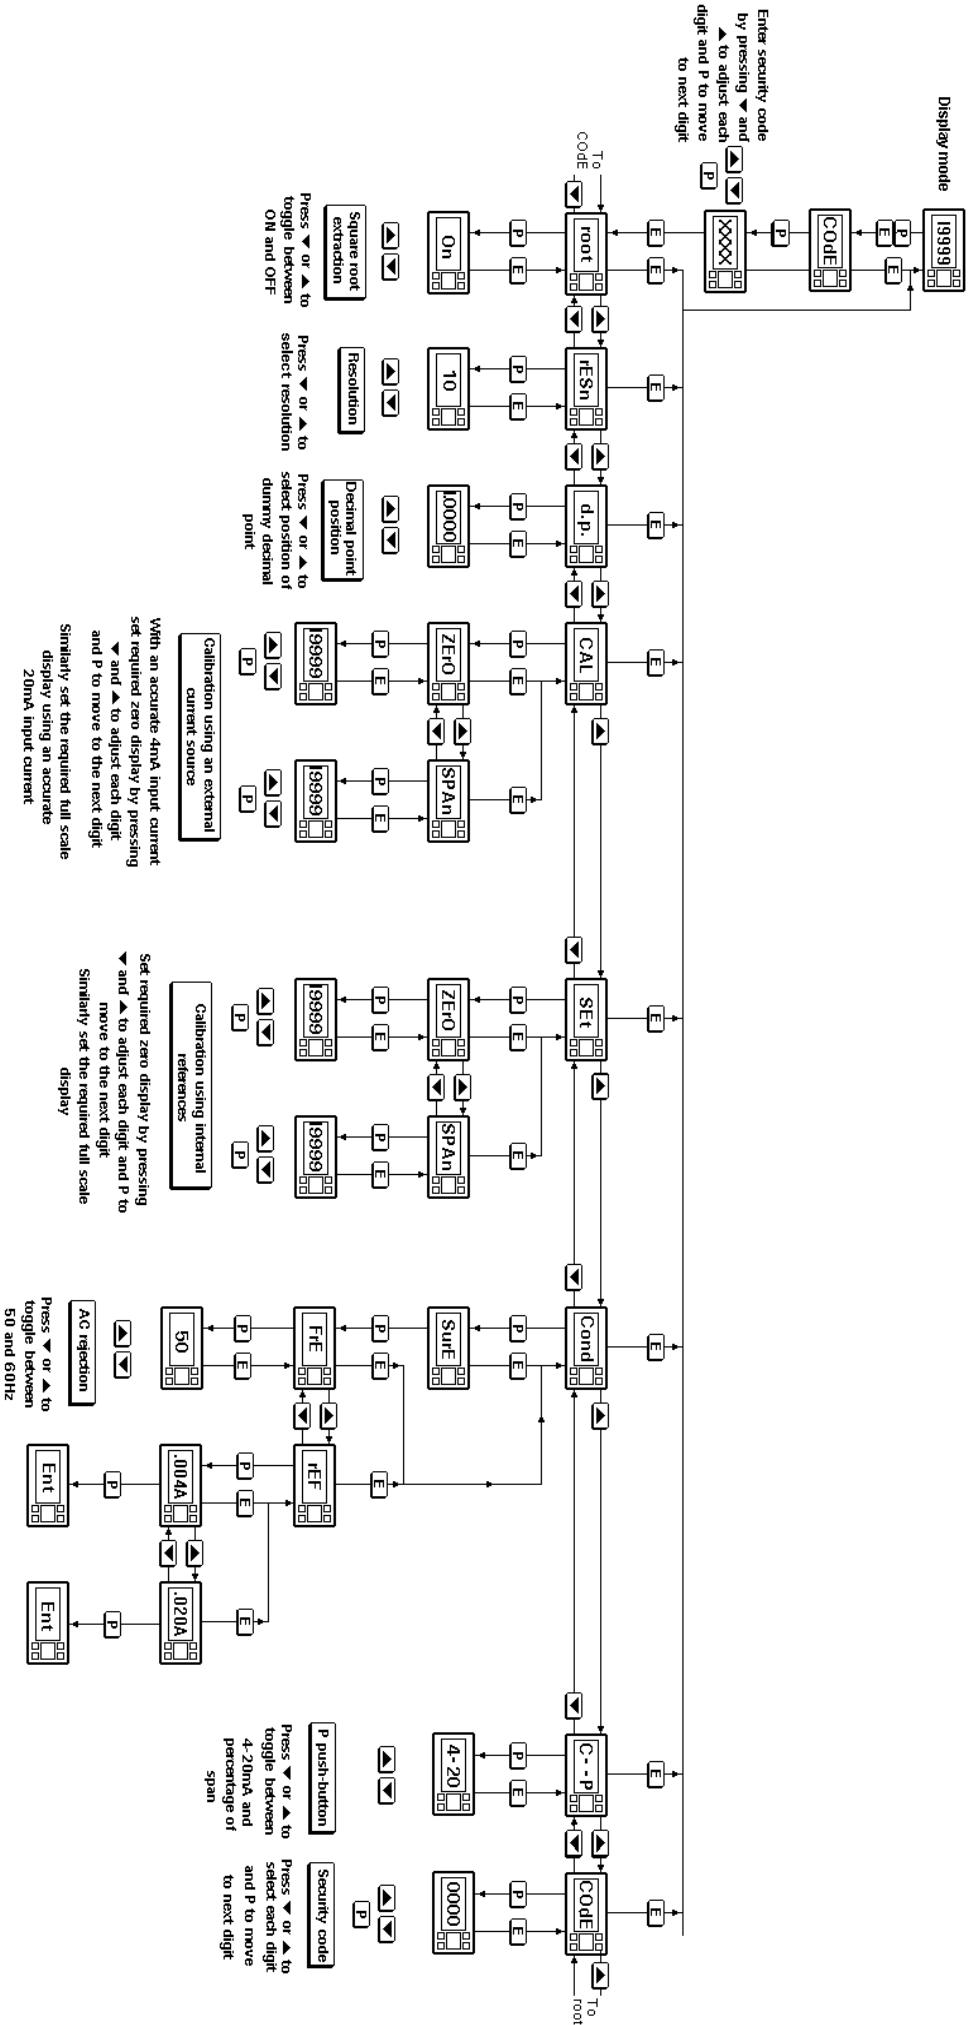 Display mode
19999
P
E
COdE
E
P
Enter security code
by pressing ▼ and
▲ to adjust each
digit and P to move
to next digit
P
XXXX
E
E
E
E
E
E
E
E
E
To
COdE
root
rESn
d.p.
CAL
SEt
Cond
C--P
COdE
To
root
P
E
P
E
P
E
P
E
E
P
E
E
P
E
P
E
P
E
On
10
1.0000
ZErO
SPAn
ZErO
SPAn
SurE
4-20
0000
P
E
P
E
P
E
P
E
P
E
E
P
Square root
extraction
Press ▼ or ▲ to
toggle between
ON and OFF
Resolution
Press ▼ or ▲ to
select resolution
Decimal point
position
Press ▼ or ▲ to
select position of
dummy decimal
point
19999
19999
P
P
Calibration using an external
current source
With an accurate 4mA input current
set required zero display by pressing
▼ and ▲ to adjust each digit
and P to move to the next digit
Similarly set the required full scale
display using an accurate
20mA input current
19999
19999
P
P
Calibration using internal
references
Set required zero display by pressing
▼ and ▲ to adjust each digit and P to
move to the next digit
Similarly set the required full scale
display
FrE
rEF
P
E
P
E
E
50
.004A
.020A
AC rejection
Press ▼ or ▲ to
toggle between
50 and 60Hz
P
P
Ent
Ent
P push-button
Press ▼ or ▲ to
toggle between
4-20mA and
percentage of
span
Security code
Press ▼ or ▲ to
select each digit
and P to move
to next digit